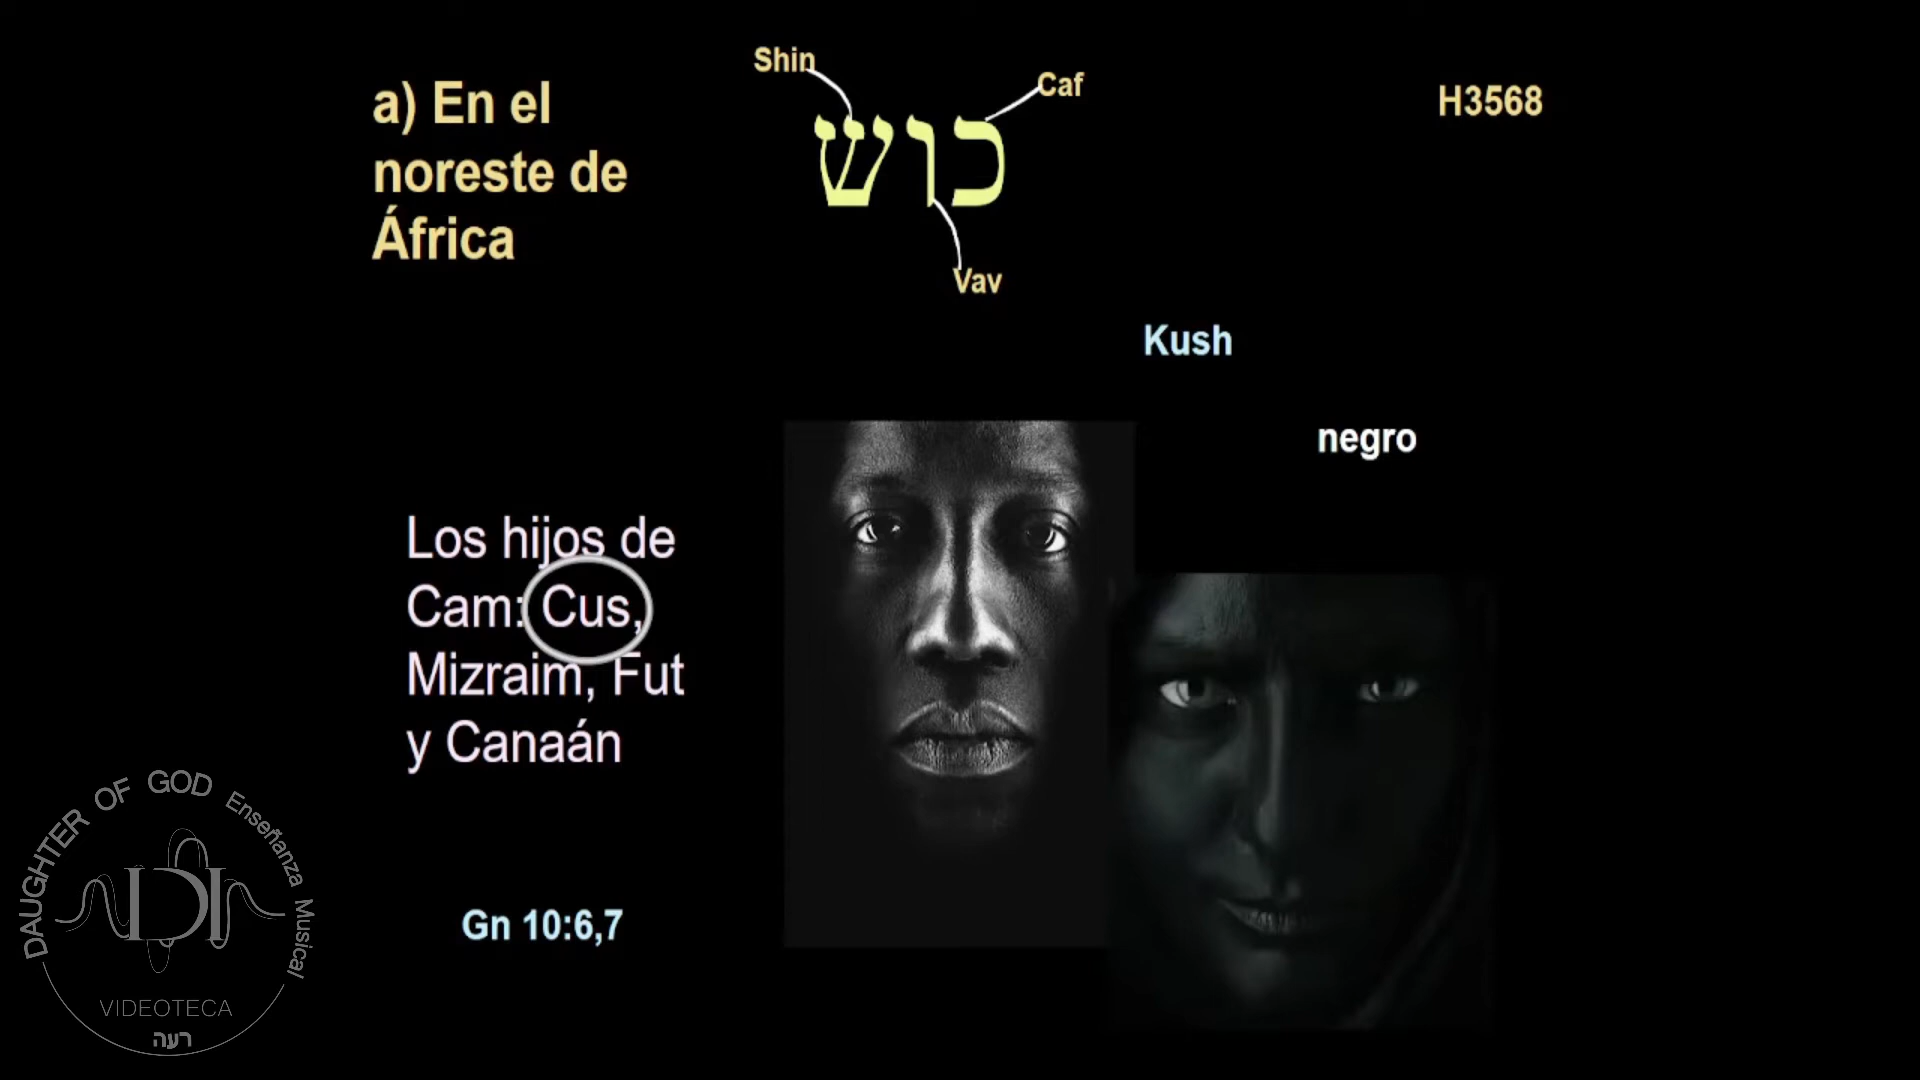 a) En el
noreste de
África
Shin
Caf
כוש
Vav
H3568
Kush
negro
Los hijos de
Cam: Cus,
Mizraim, Fut
y Canaán
Gn 10:6,7
DAUGHTER OF GOD Enseñanza Musical
ADI
VIDEOTECA
רעה